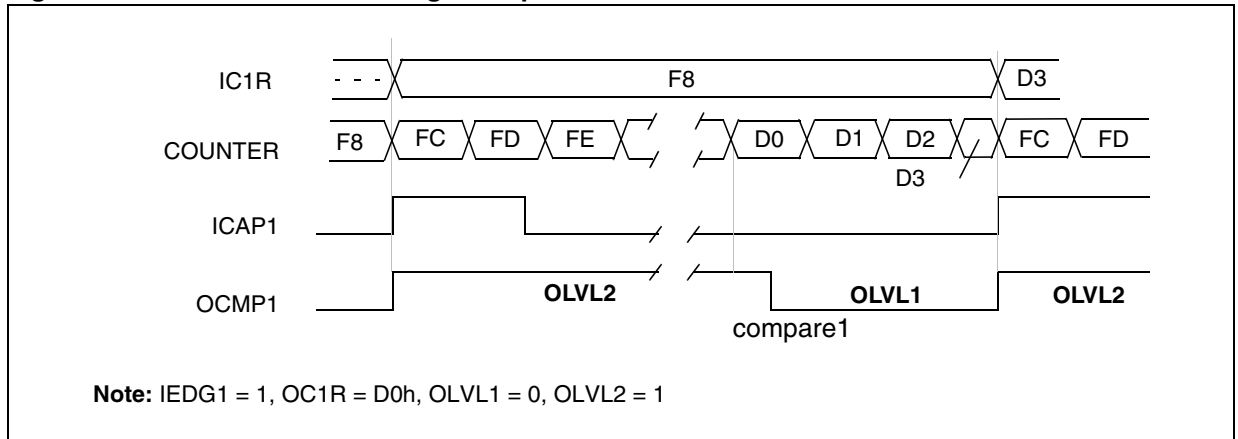 IC1R - - - F8 D3
COUNTER F8 FC FD FE D0 D1 D2 FC FD
D3
ICAP1
OLVL2 OLVL1 OLVL2
OCMP1
compare1
Note: IEDG1 = 1, OC1R = D0h, OLVL1 = 0, OLVL2 = 1